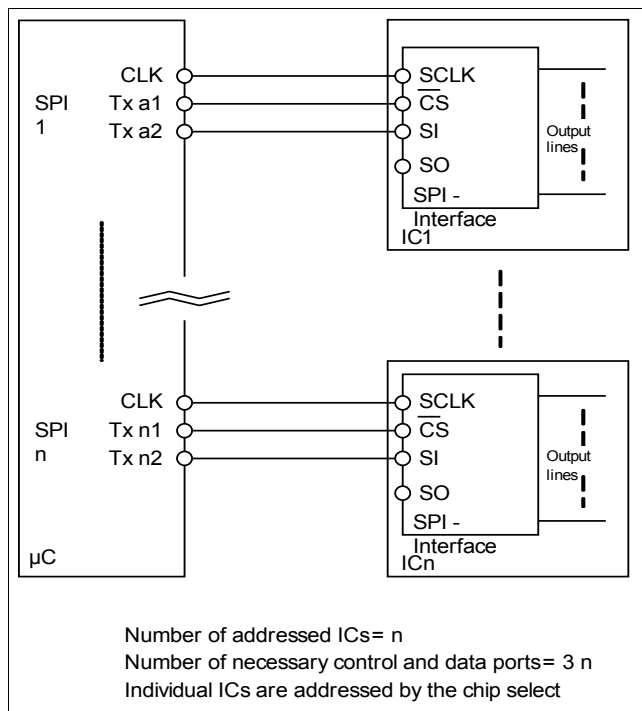 CLK
Tx a1
Tx a2
SPI
1
SCLK
CS
SI
SO
SPI -
Interface
IC1
Output
lines
CLK
Tx n1
Tx n2
SPI
n
µC
SCLK
CS
SI
SO
SPI -
Interface
ICn
Output
lines
Number of addressed ICs= n
Number of necessary control and data ports= 3 n
Individual ICs are addressed by the chip select